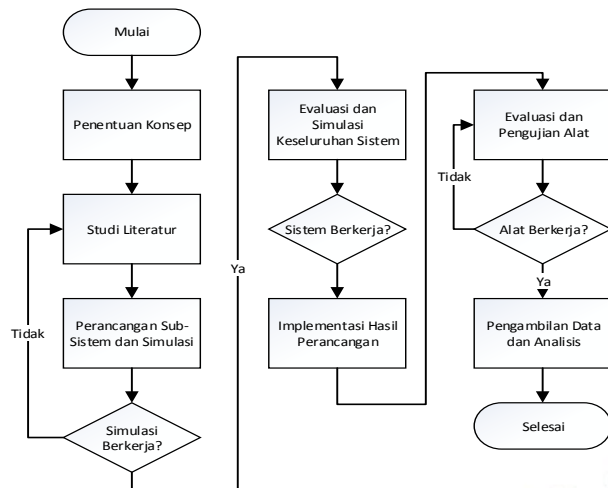 Mulai
Penentuan Konsep
Studi Literatur
Tidak
Perancangan Sub-
Sistem dan Simulasi
Simulasi
Berkerja?
Ya
Evaluasi dan
Simulasi
Keseluruhan Sistem
Sistem Berkerja?
Implementasi Hasil
Perancangan
Evaluasi dan
Pengujian Alat
Tidak
Alat Berkerja?
Ya
Pengambilan Data
dan Analisis
Selesai